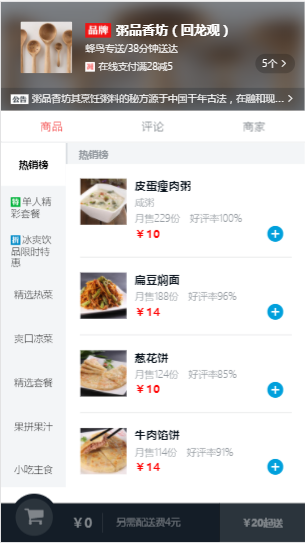 品牌 粥品香坊（回龙观）
蜂鸟专送/38分钟送达
减 在线支付满28减5
5个 >
公告 粥品香坊其烹饪粥料的秘方源于中国千年古法，在融和现... >
商品 评论 商家
热销榜
特 单人精彩套餐
折 冰爽饮品限时特惠
精选热菜
爽口凉菜
精选套餐
果拼果汁
小吃主食
热销榜
皮蛋瘦肉粥
咸粥
月售229份 好评率100%
￥10
扁豆焖面
月售188份 好评率96%
￥14
葱花饼
月售124份 好评率85%
￥10
牛肉馅饼
月售114份 好评率91%
￥14
￥0 另需配送费4元 ￥20起送